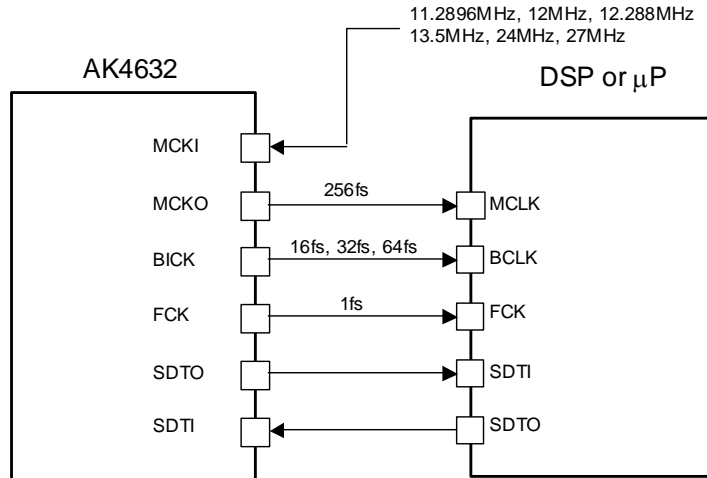 11.2896MHz, 12MHz, 12.288MHz
13.5MHz, 24MHz, 27MHz
AK4632
DSP or μP
MCKI
MCKO
256fs
MCLK
BICK
16fs, 32fs, 64fs
BCLK
FCK
1fs
FCK
SDTO
SDTI
SDTI
SDTO